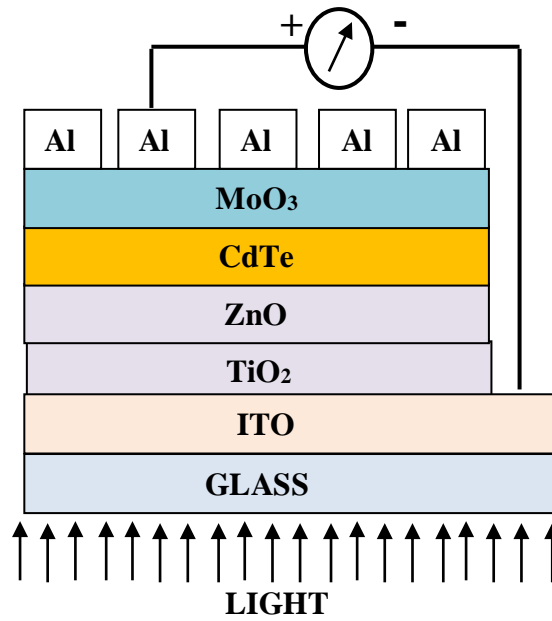 + -
Al Al Al Al Al
MoO₃
CdTe
ZnO
TiO₂
ITO
GLASS
LIGHT